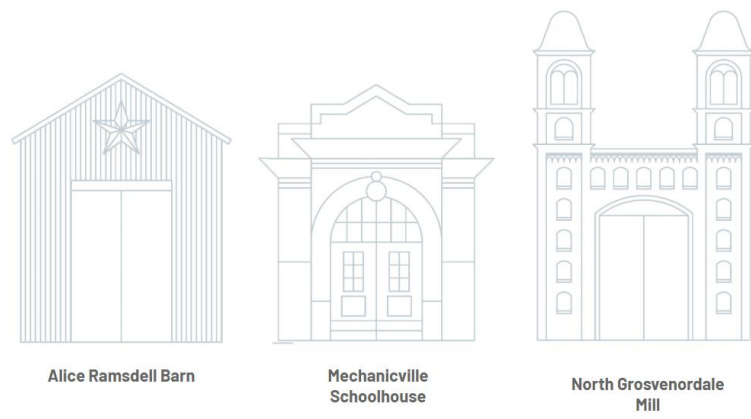 Alice Ramsdell Barn
Mechanicville
Schoolhouse
North Grosvenordale
Mill